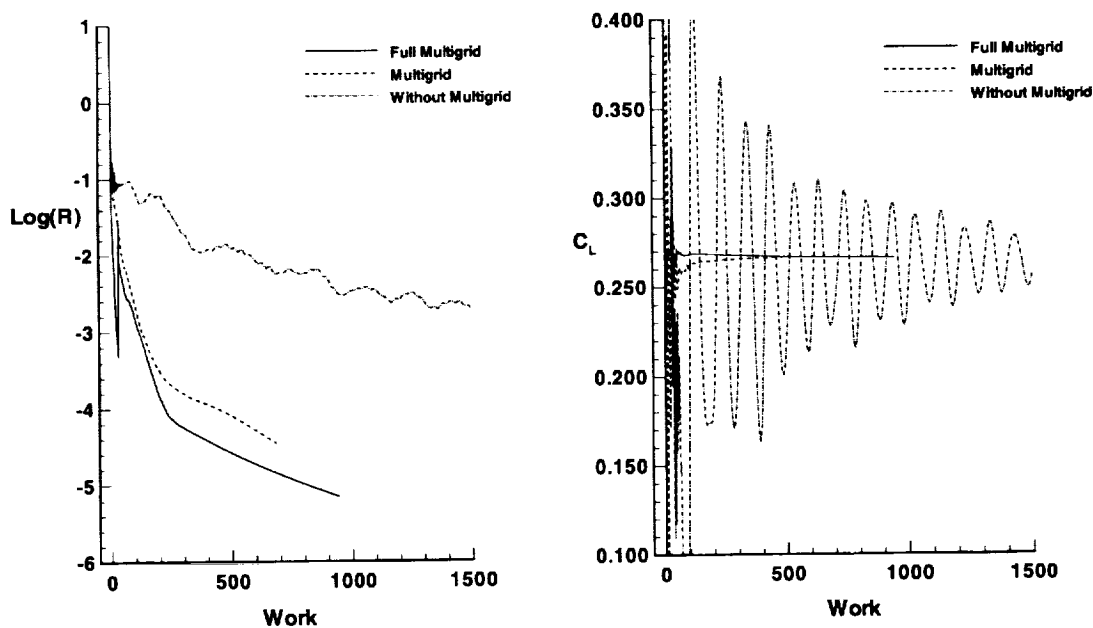 2
1
0
-1
-2
-3
-4
-5
-6
Log(R)
Full Multigrid
Multigrid
Without Multigrid
0 500 1000 1500
Work
0.400
0.350
0.300
0.250
0.200
0.150
0.100
C_L
Full Multigrid
Multigrid
Without Multigrid
0 500 1000 1500
Work